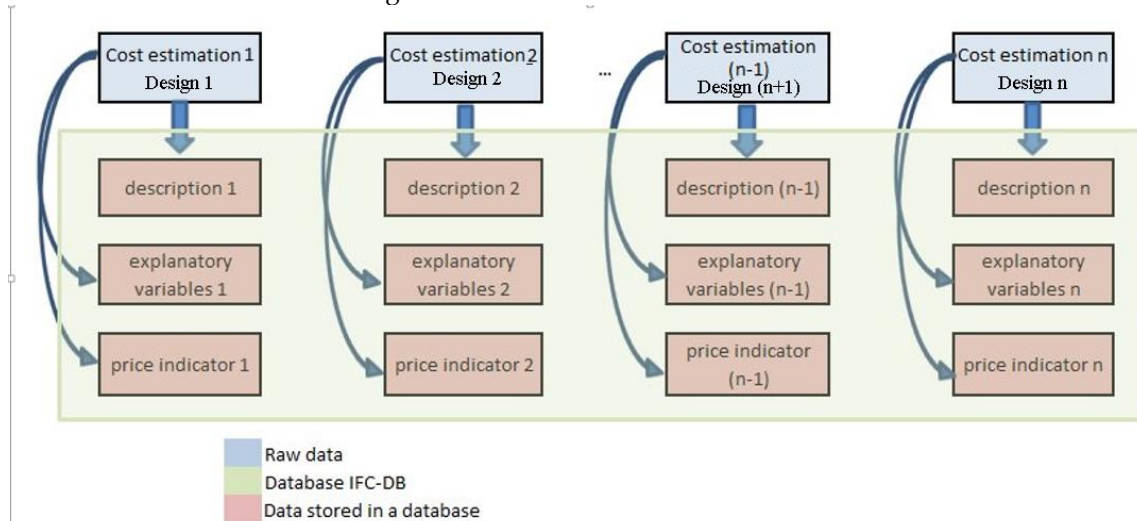 Cost estimation 1
Design 1
Cost estimation 2
Design 2
...
Cost estimation
(n-1)
Design (n+1)
Cost estimation n
Design n
description 1
description 2
description (n-1)
description n
explanatory
variables 1
explanatory
variables 2
explanatory
variables (n-1)
explanatory
variables n
price indicator 1
price indicator 2
price indicator
(n-1)
price indicator n
Raw data
Database IFC-DB
Data stored in a database